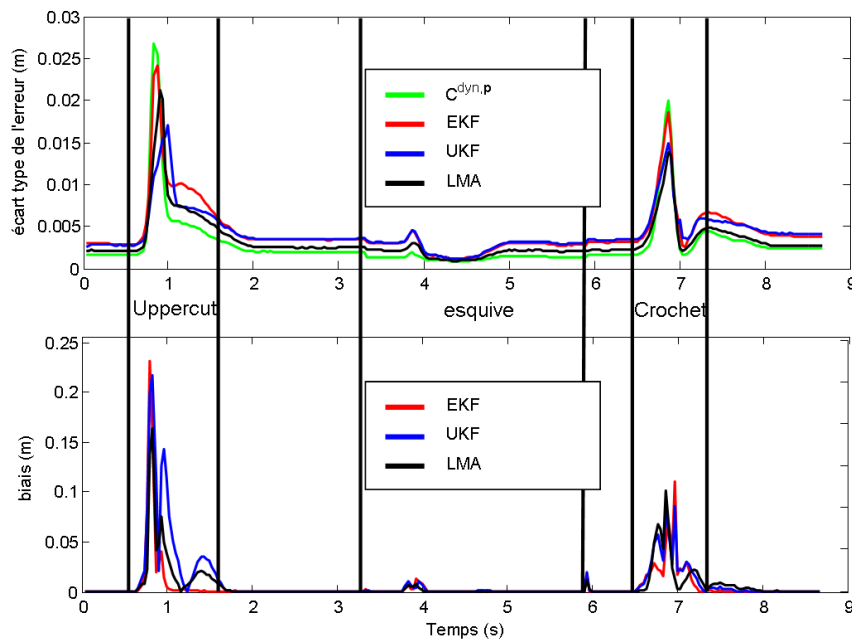 écart type de l'erreur (m)
0.03
0.025
0.02
0.015
0.01
0.005
0
C^dyn,p
EKF
UKF
LMA
0 1 2 3 4 5 6 7 8 9
Uppercut esquive Crochet
biais (m)
0.25
0.2
0.15
0.1
0.05
0
EKF
UKF
LMA
0 1 2 3 4 5 6 7 8 9
Temps (s)